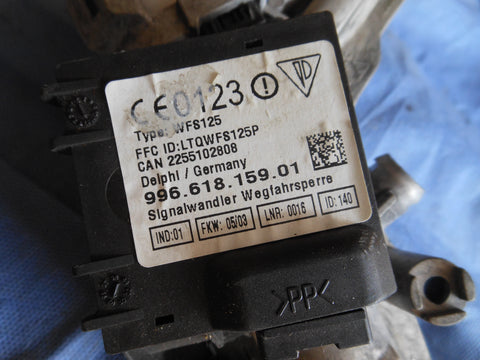 CE0123
Type: WFS125
FFC ID:LTQWFS125P
CAN 2255102808
Delphi / Germany
996.618.159.01
Signalwandler Wegfahrsperre
IND:01 FKW: 05/03 LNR: 0016 ID: 140
>PP<